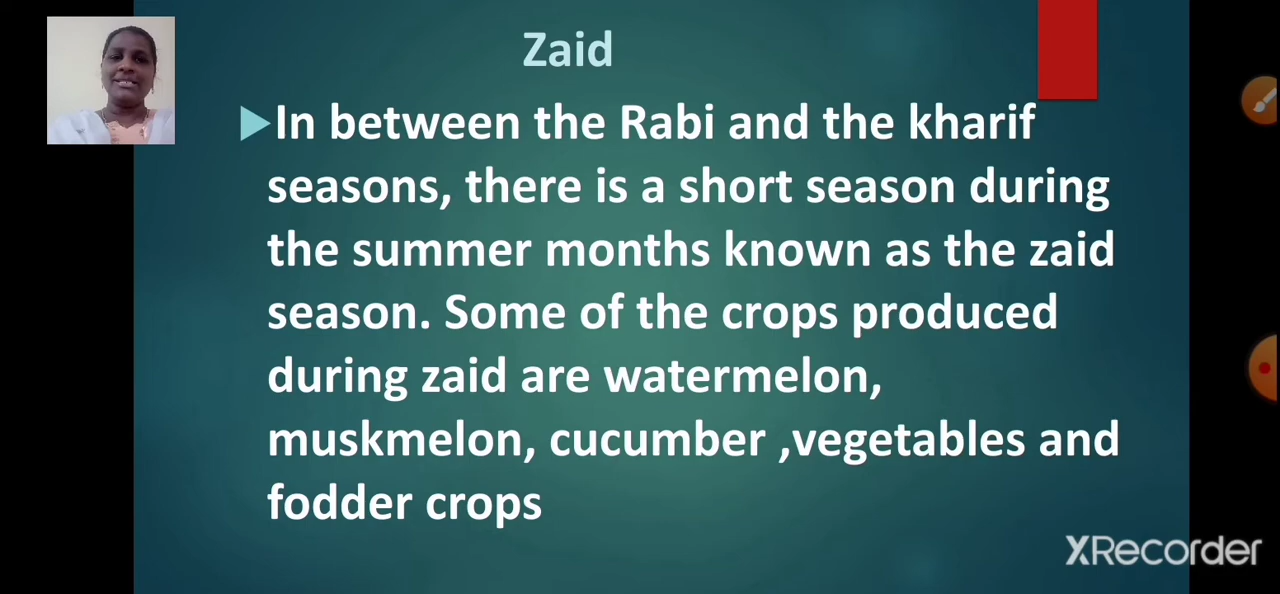 Zaid
In between the Rabi and the kharif
seasons, there is a short season during
the summer months known as the zaid
season. Some of the crops produced
during zaid are watermelon,
muskmelon, cucumber ,vegetables and
fodder crops
XRecorder